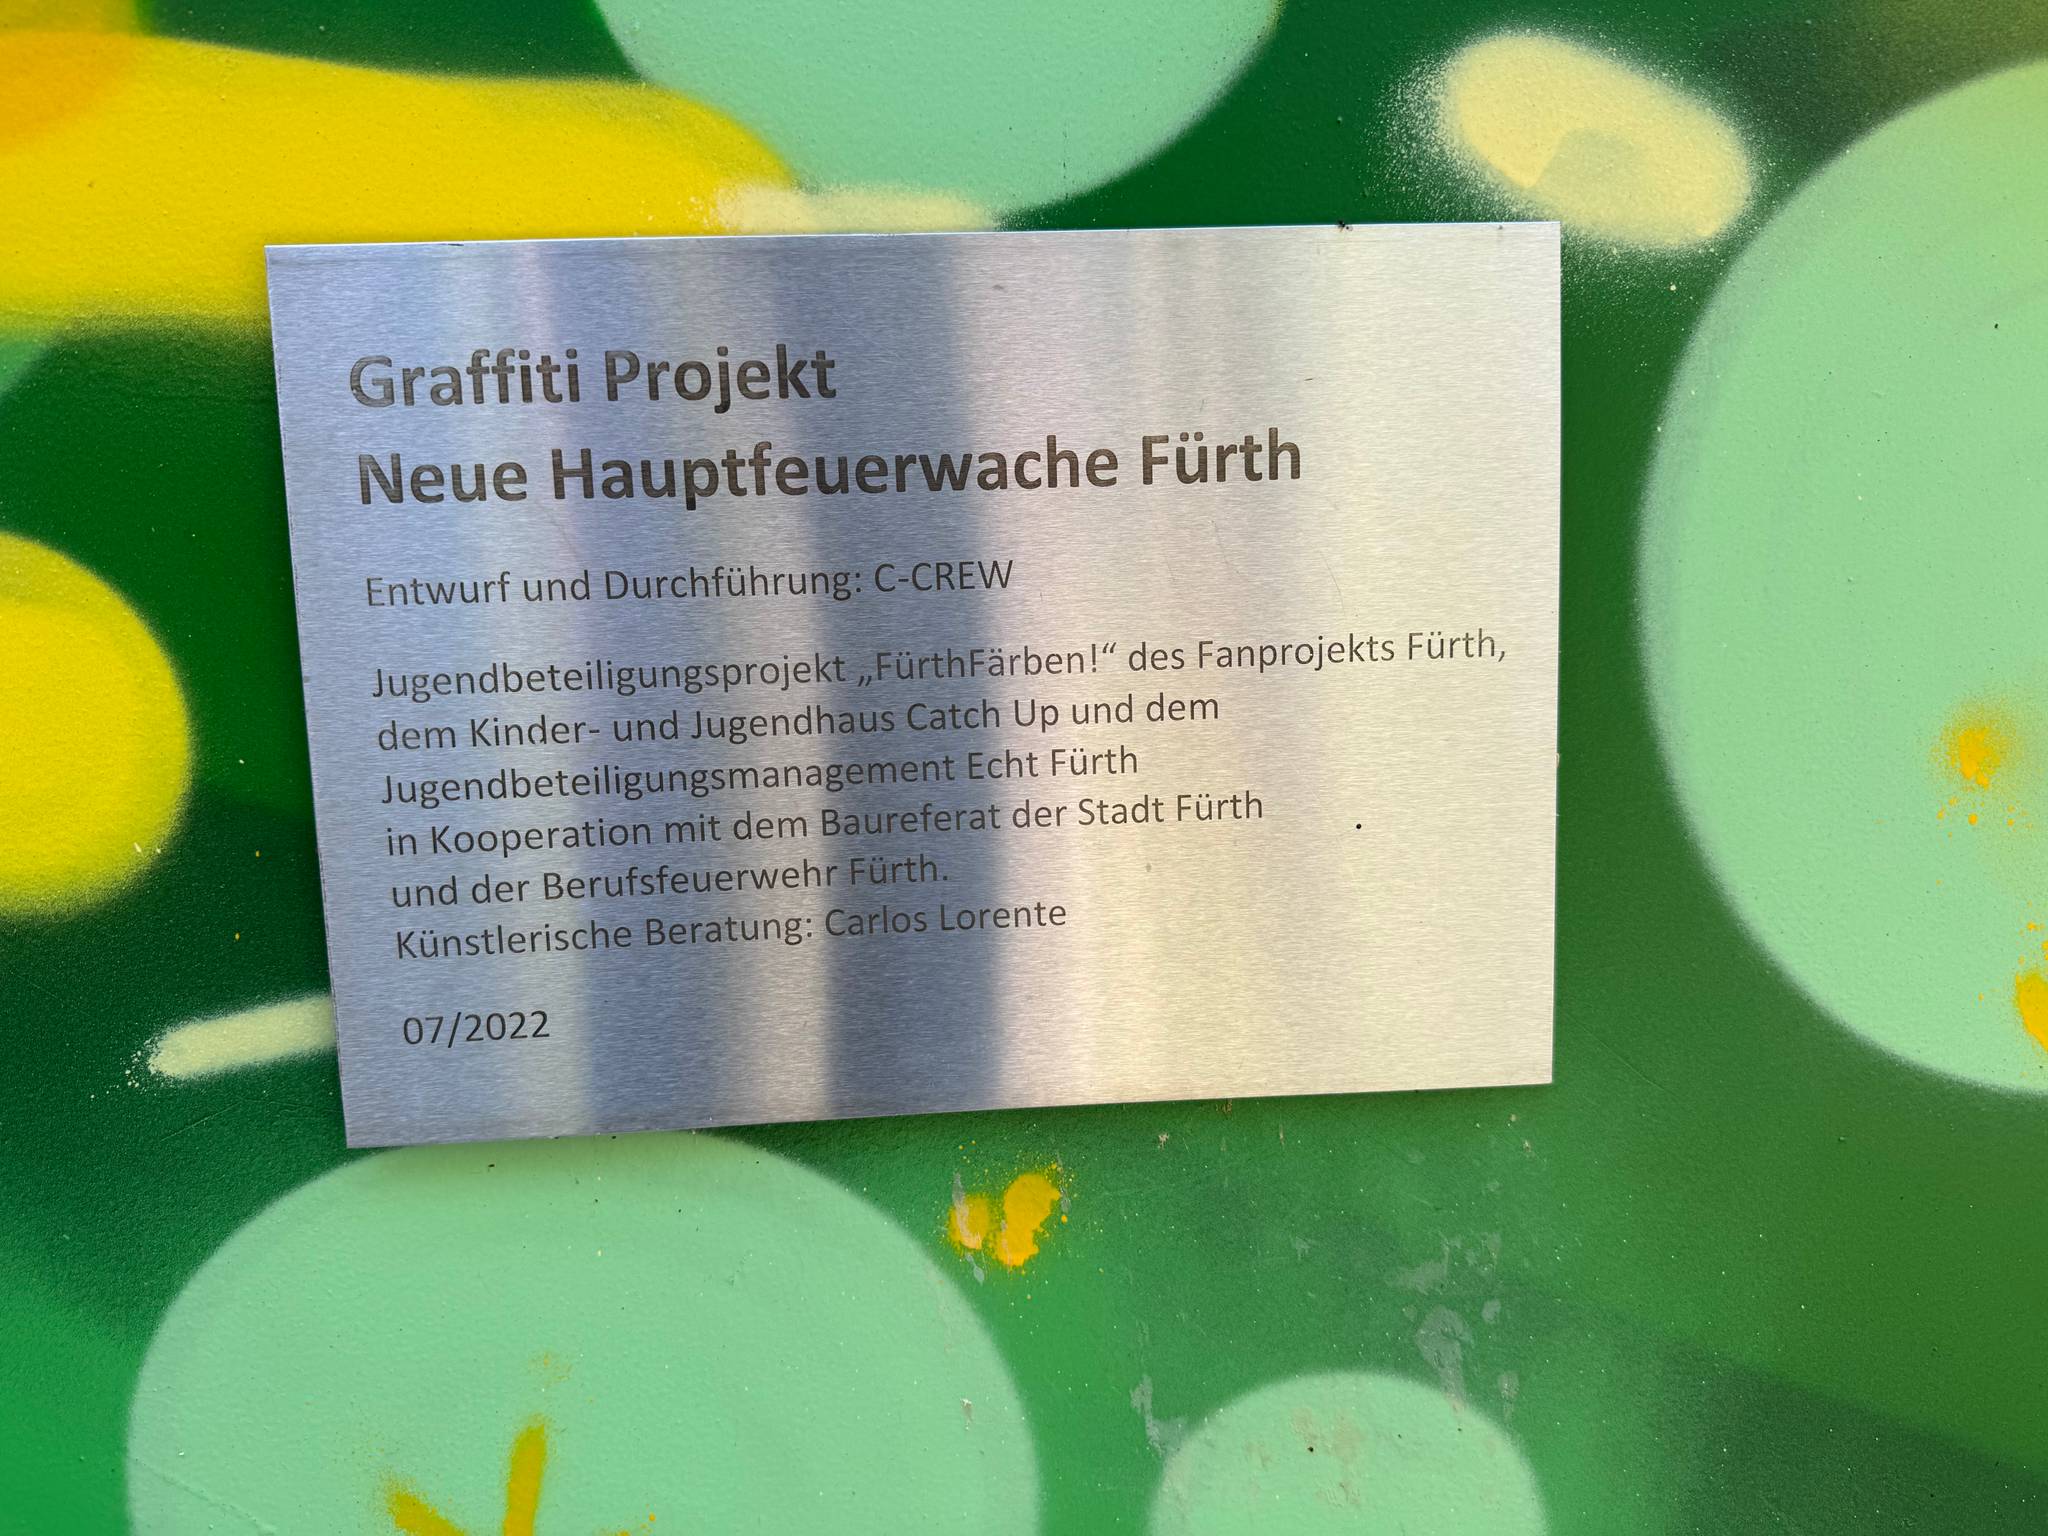 Graffiti Projekt
Neue Hauptfeuerwache Fürth
Entwurf und Durchführung: C-CREW
Jugendbeteiligungsprojekt „FürthFärben!“ des Fanprojekts Fürth,
dem Kinder- und Jugendhaus Catch Up und dem
Jugendbeteiligungsmanagement Echt Fürth
in Kooperation mit dem Baureferat der Stadt Fürth
und der Berufsfeuerwehr Fürth.
Künstlerische Beratung: Carlos Lorente
07/2022